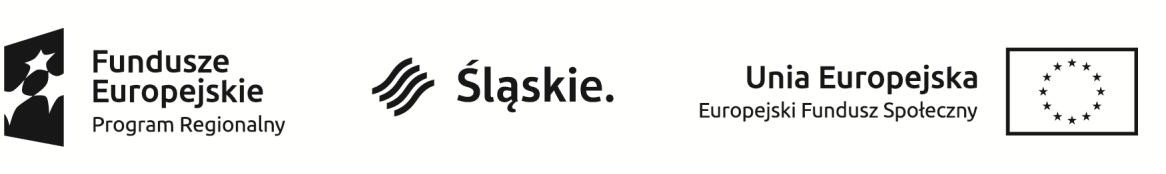 Fundusze
Europejskie
Program Regionalny
Śląskie.
Unia Europejska
Europejski Fundusz Społeczny